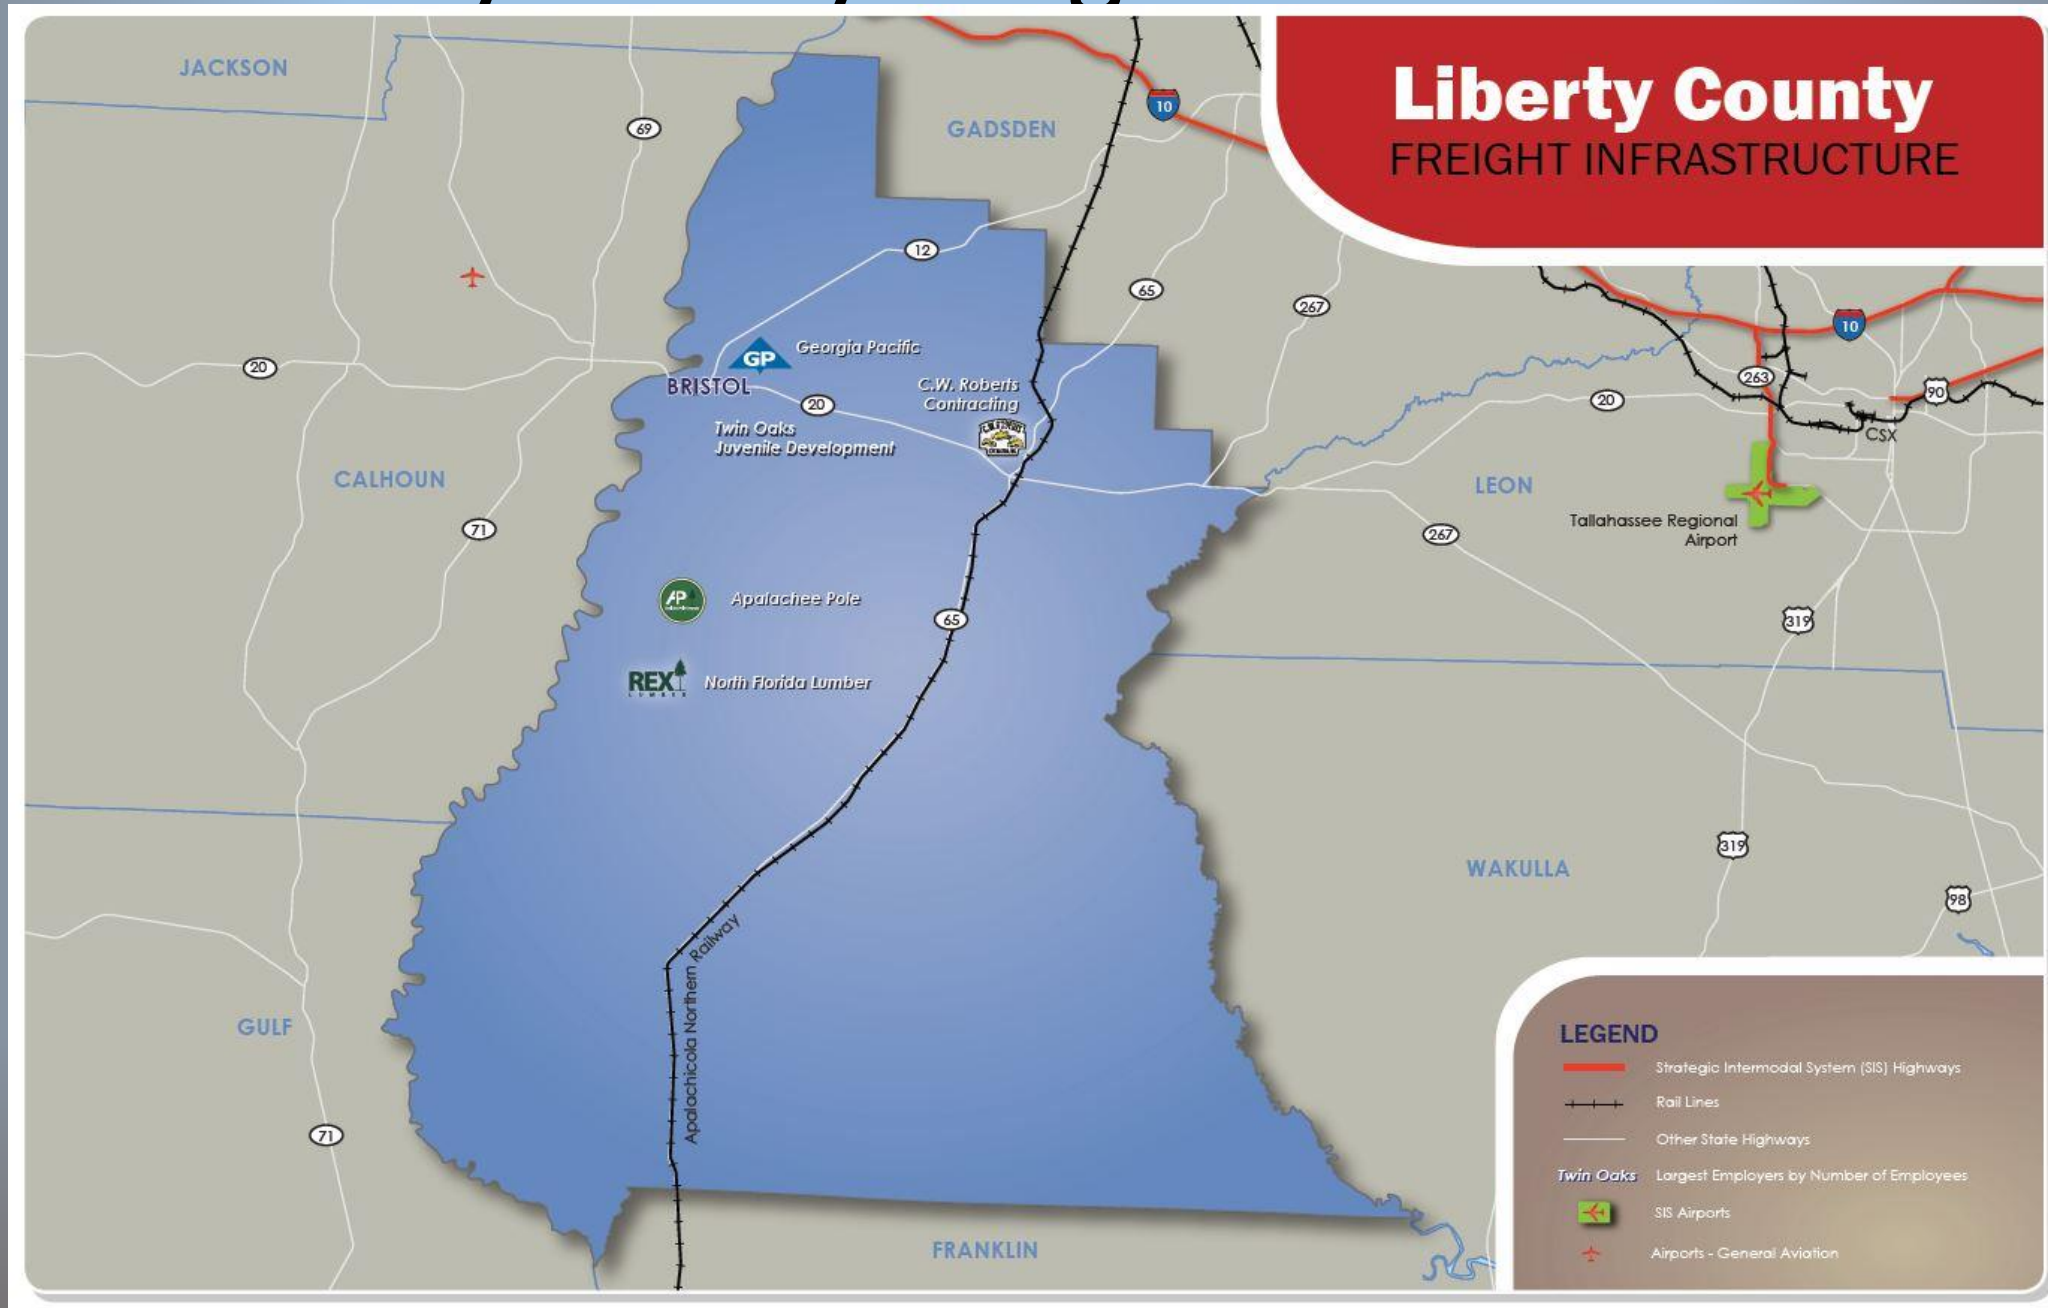 Liberty County
FREIGHT INFRASTRUCTURE
JACKSON
69
GADSDEN
10
12
65
267
10
20
GP
Georgia Pacific
BRISTOL
20
C.W. Roberts
Contracting
Twin Oaks
Juvenile Development
263
90
20
CSX
CALHOUN
71
LEON
267
Tallahassee Regional
Airport
AP
Apalachee Pole
65
319
REX
LUMBER
North Florida Lumber
319
WAKULLA
98
Apalachicola Northern Railway
GULF
71
FRANKLIN
LEGEND
Strategic Intermodal System (SIS) Highways
Rail Lines
Other State Highways
Twin Oaks Largest Employers by Number of Employees
SIS Airports
Airports - General Aviation